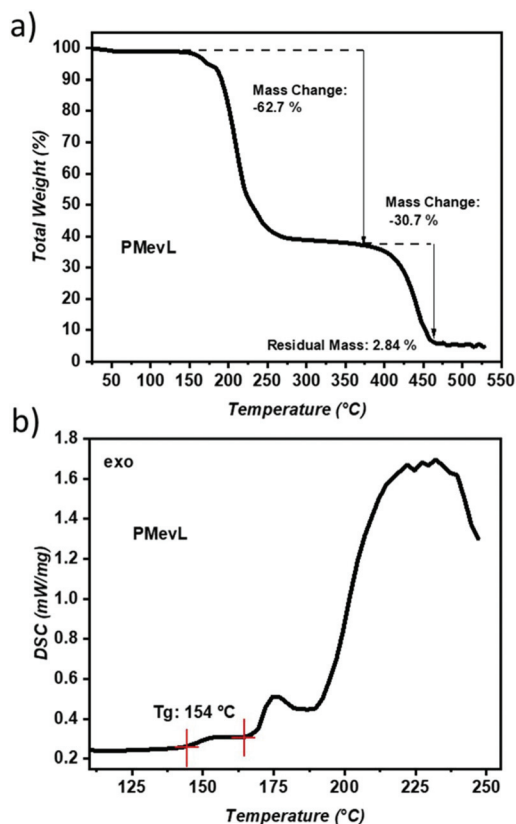 a)
100
90
80
70
60
50
40
30
20
10
0
Total Weight (%)
Mass Change:
-62.7 %
Mass Change:
-30.7 %
PMevL
Residual Mass: 2.84 %
50 100 150 200 250 300 350 400 450 500 550
Temperature (°C)
b)
1.8
1.6
1.4
1.2
1.0
0.8
0.6
0.4
0.2
DSC (mW/mg)
exo
PMevL
Tg: 154 °C
125 150 175 200 225 250
Temperature (°C)